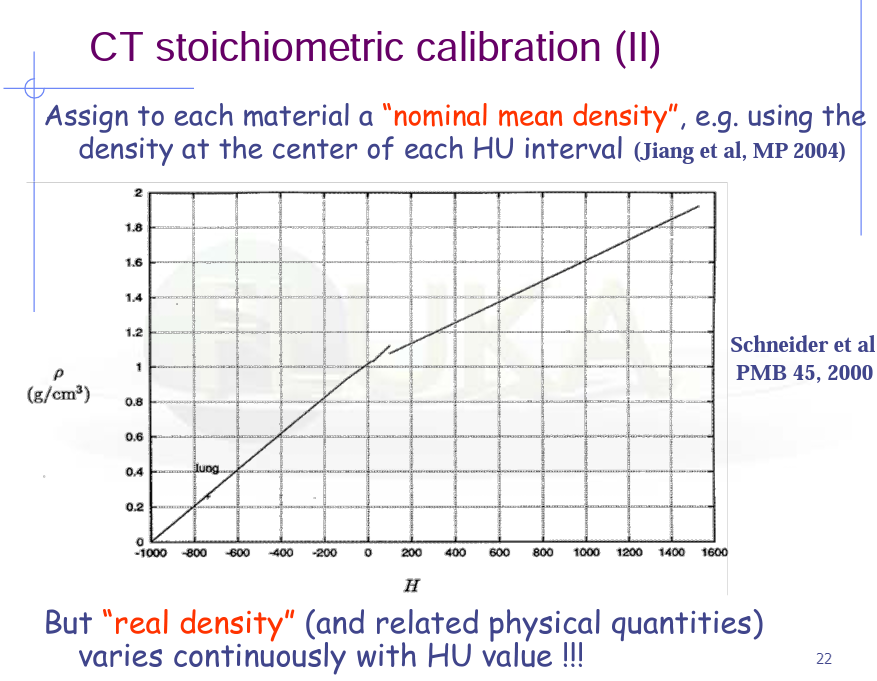 CT stoichiometric calibration (II)
Assign to each material a “nominal mean density”, e.g. using the
density at the center of each HU interval (Jiang et al, MP 2004)
2
1.8
1.6
1.4
1.2
1
0.8
0.6
0.4
0.2
0
ρ
(g/cm³)
lung
FLUKA
-1000 -800 -600 -400 -200 0 200 400 600 800 1000 1200 1400 1600
H
Schneider et al
PMB 45, 2000
But “real density” (and related physical quantities)
varies continuously with HU value !!!
22